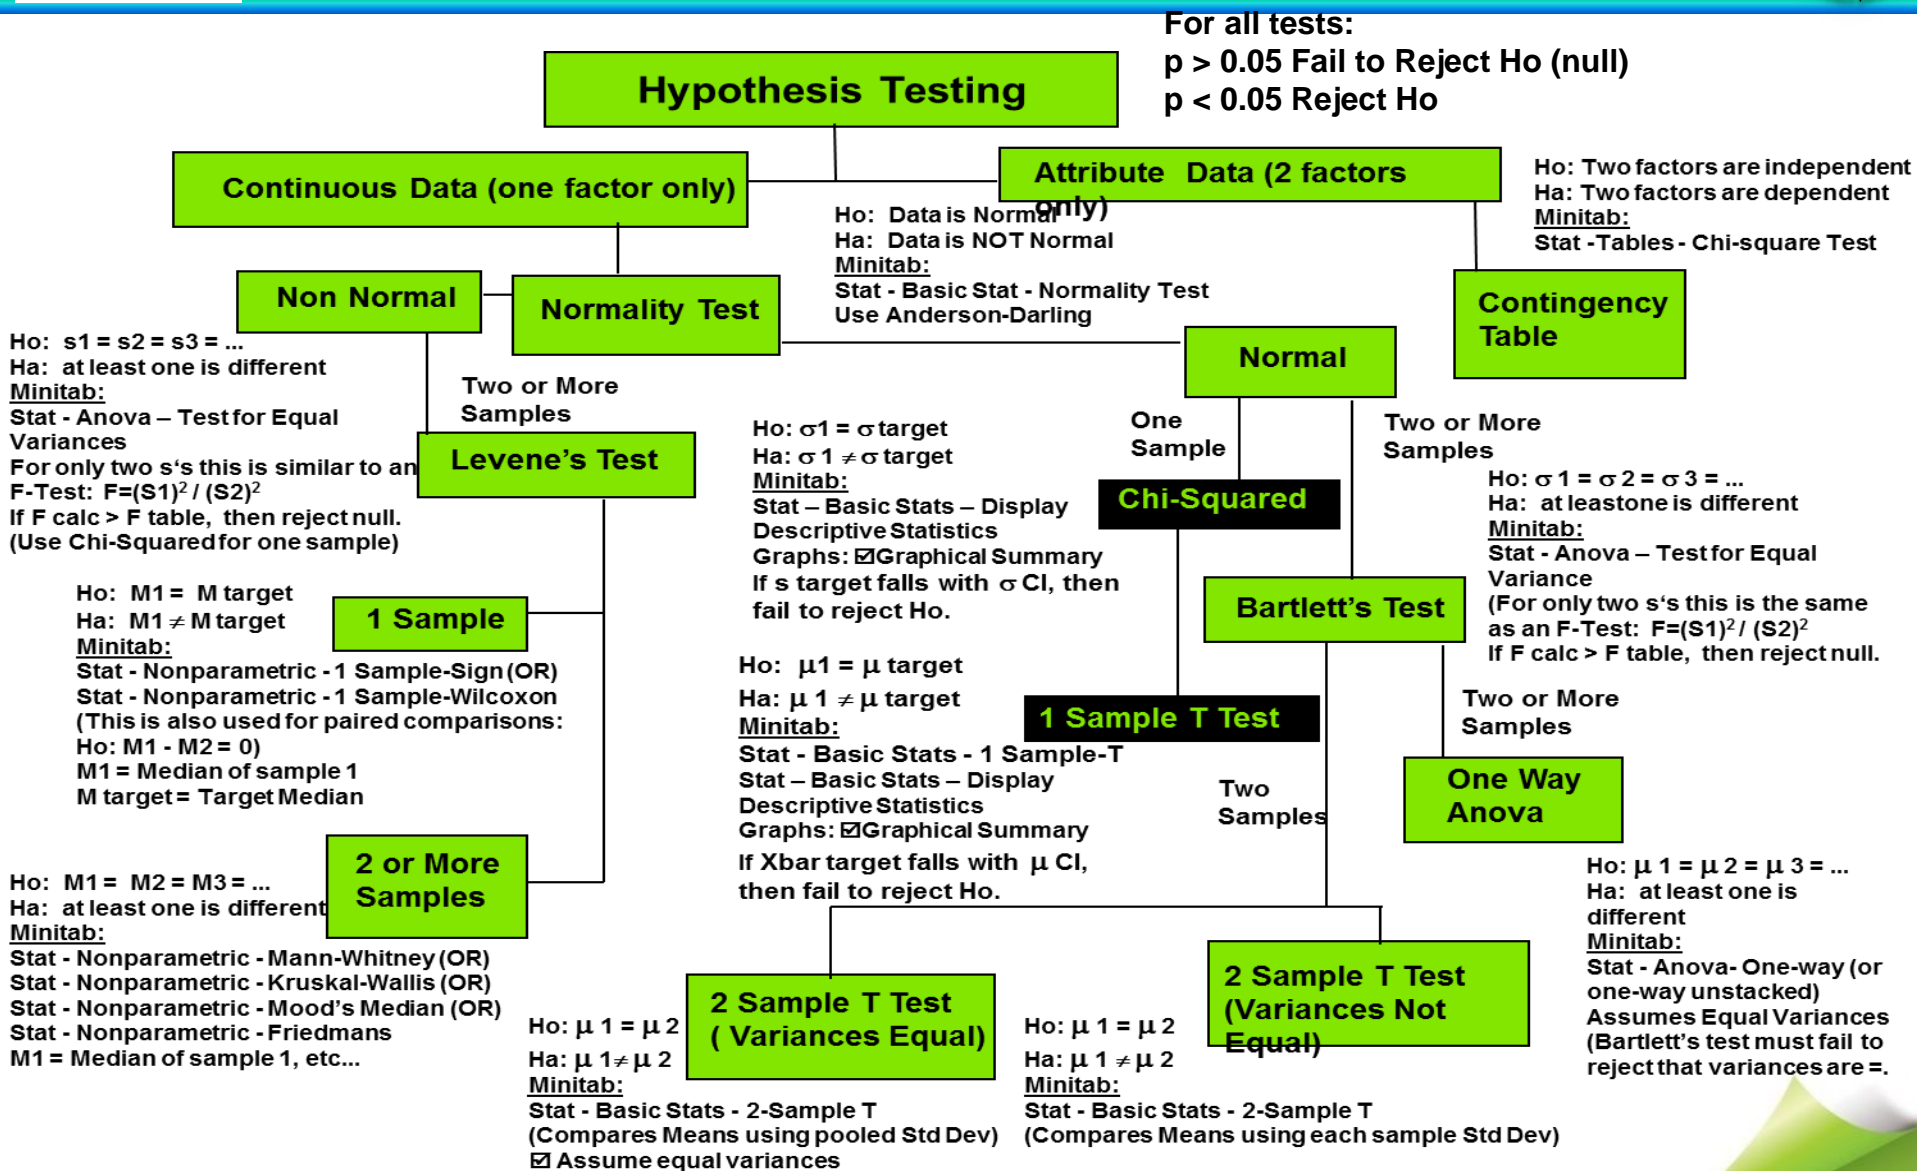 For all tests:
p > 0.05 Fail to Reject Ho (null)
p < 0.05 Reject Ho
Hypothesis Testing
Continuous Data (one factor only)
Attribute Data (2 factors
only)
Ho: Two factors are independent
Ha: Two factors are dependent
Minitab:
Stat -Tables - Chi-square Test
Ho: Data is Normal
Ha: Data is NOT Normal
Minitab:
Stat - Basic Stat - Normality Test
Use Anderson-Darling
Non Normal
Normality Test
Contingency
Table
Normal
Ho: s1 = s2 = s3 = ...
Ha: at least one is different
Minitab:
Stat - Anova – Test for Equal
Variances
For only two s‘s this is similar to an
F-Test: F=(S1)² / (S2)²
If F calc > F table, then reject null.
(Use Chi-Squared for one sample)
Two or More
Samples
Levene’s Test
Ho: σ1 = σ target
Ha: σ 1 ≠ σ target
Minitab:
Stat – Basic Stats – Display
Descriptive Statistics
Graphs: ☑Graphical Summary
If s target falls with σ CI, then
fail to reject Ho.
One
Sample
Chi-Squared
Two or More
Samples
Ho: σ 1 = σ 2 = σ 3 = ...
Ha: at leastone is different
Minitab:
Stat - Anova – Test for Equal
Variance
(For only two s‘s this is the same
as an F-Test: F=(S1)² / (S2)²
If F calc > F table, then reject null.
Bartlett’s Test
Ho: M1 = M target
Ha: M1 ≠ M target
Minitab:
Stat - Nonparametric - 1 Sample-Sign (OR)
Stat - Nonparametric - 1 Sample-Wilcoxon
(This is also used for paired comparisons:
Ho: M1 - M2 = 0)
M1 = Median of sample 1
M target = Target Median
1 Sample
Ho: μ1 = μ target
Ha: μ 1 ≠ μ target
Minitab:
Stat - Basic Stats - 1 Sample-T
Stat – Basic Stats – Display
Descriptive Statistics
Graphs: ☑Graphical Summary
If Xbar target falls with μ CI,
then fail to reject Ho.
1 Sample T Test
Two
Samples
Two or More
Samples
One Way
Anova
2 or More
Samples
Ho: M1 = M2 = M3 = ...
Ha: at least one is different
Minitab:
Stat - Nonparametric - Mann-Whitney (OR)
Stat - Nonparametric - Kruskal-Wallis (OR)
Stat - Nonparametric - Mood’s Median (OR)
Stat - Nonparametric - Friedmans
M1 = Median of sample 1, etc...
2 Sample T Test
( Variances Equal)
Ho: μ 1 = μ 2
Ha: μ 1≠ μ 2
Minitab:
Stat - Basic Stats - 2-Sample T
(Compares Means using pooled Std Dev)
☑ Assume equal variances
2 Sample T Test
(Variances Not
Equal)
Ho: μ 1 = μ 2
Ha: μ 1 ≠ μ 2
Minitab:
Stat - Basic Stats - 2-Sample T
(Compares Means using each sample Std Dev)
Ho: μ 1 = μ 2 = μ 3 = ...
Ha: at least one is
different
Minitab:
Stat - Anova- One-way (or
one-way unstacked)
Assumes Equal Variances
(Bartlett’s test must fail to
reject that variances are =.